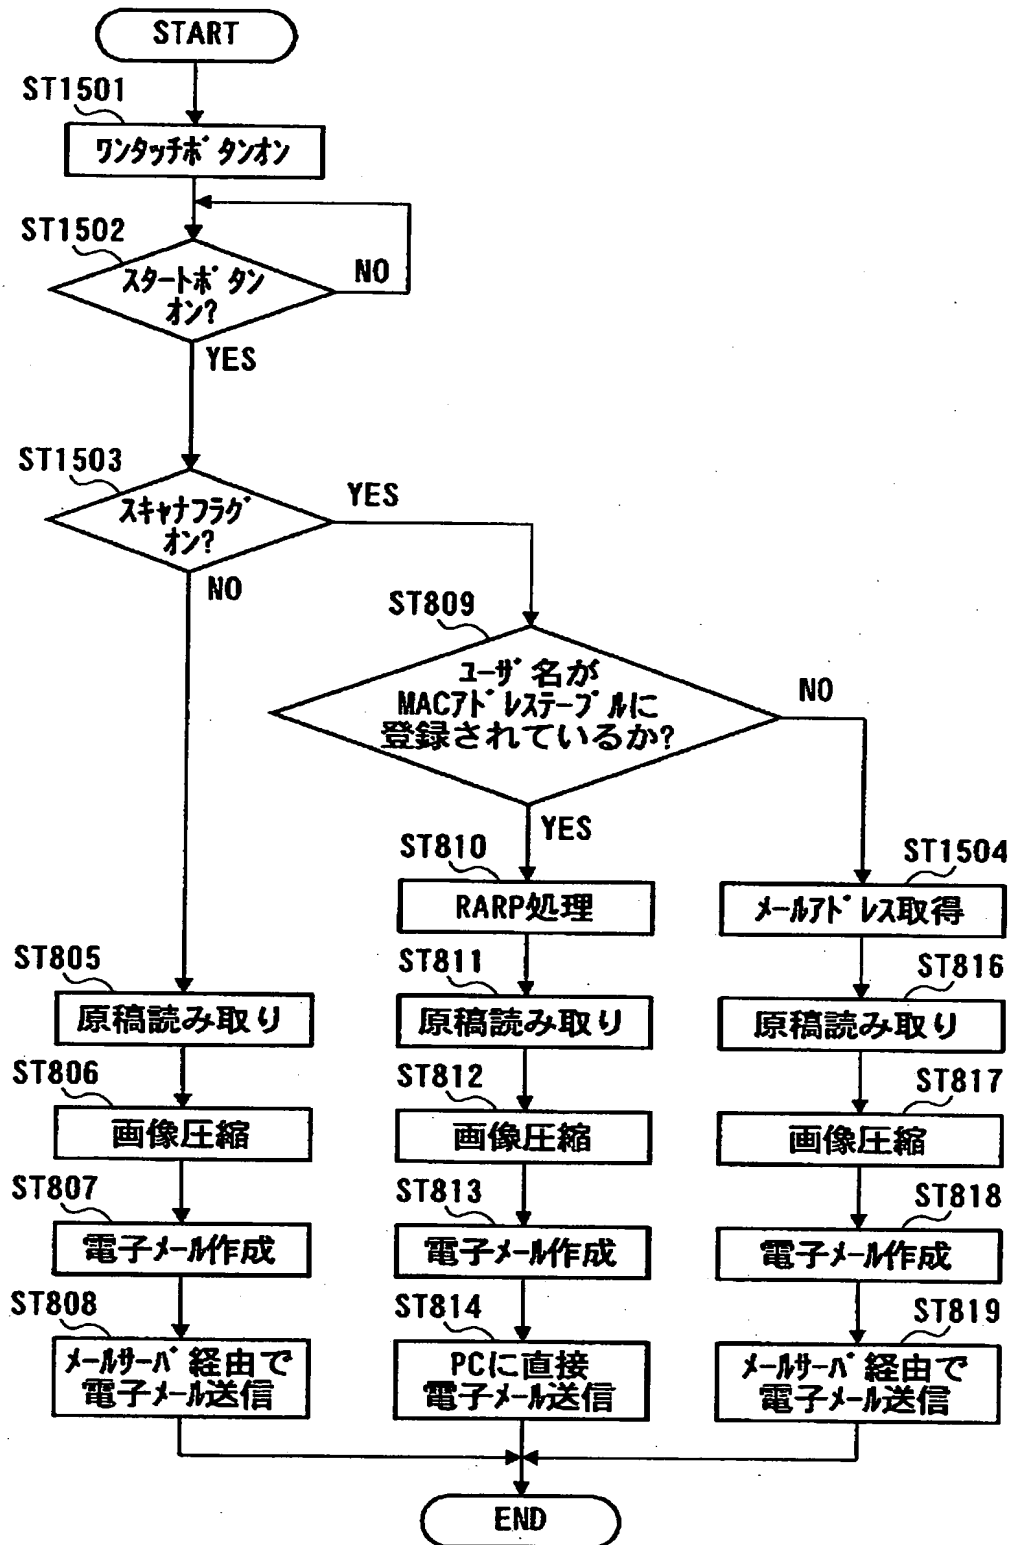 START
ST1501
ワンタッチボタンオン
ST1502
スタートボタン
オン?
NO
YES
ST1503
スキャナフラグ
オン?
YES
NO
ST809
ユーザ名が
MACアドレステーブルに
登録されているか?
NO
YES
ST810
RARP処理
ST1504
メールアドレス取得
ST805
原稿読み取り
ST811
原稿読み取り
ST816
原稿読み取り
ST806
画像圧縮
ST812
画像圧縮
ST817
画像圧縮
ST807
電子メール作成
ST813
電子メール作成
ST818
電子メール作成
ST808
メールサーバ経由で
電子メール送信
ST814
PCに直接
電子メール送信
ST819
メールサーバ経由で
電子メール送信
END